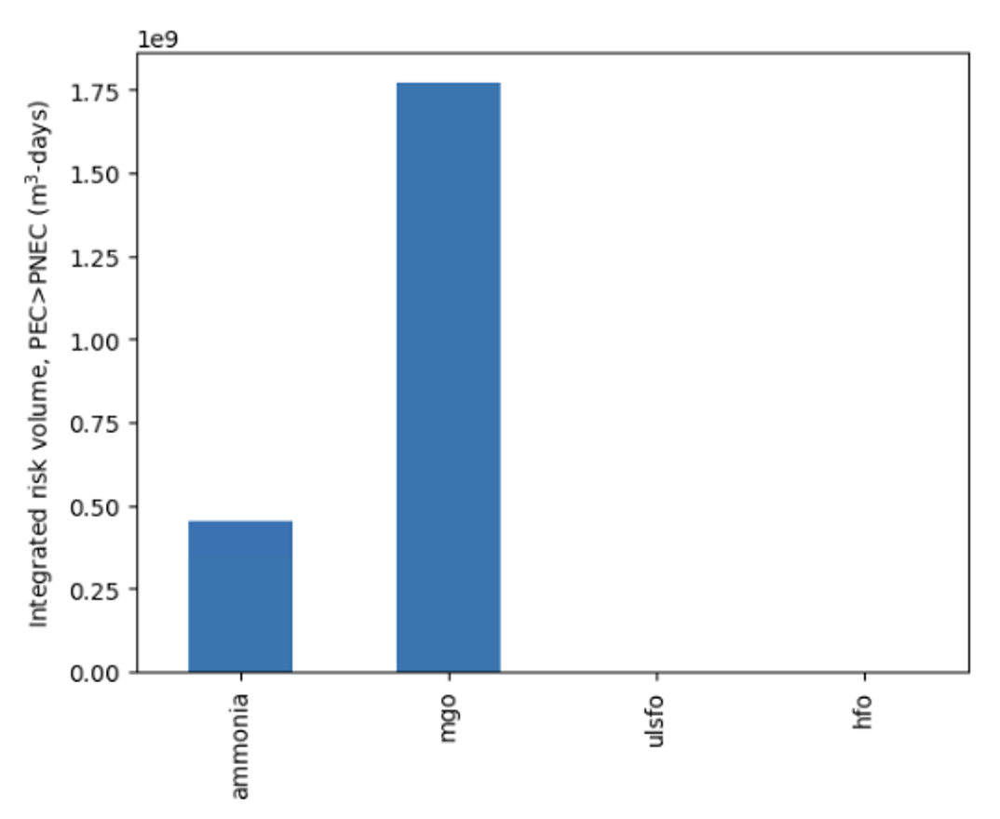 1e9
Integrated risk volume, PEC>PNEC (m³-days)
1.75
1.50
1.25
1.00
0.75
0.50
0.25
0.00
ammonia
mgo
ulsfo
hfo